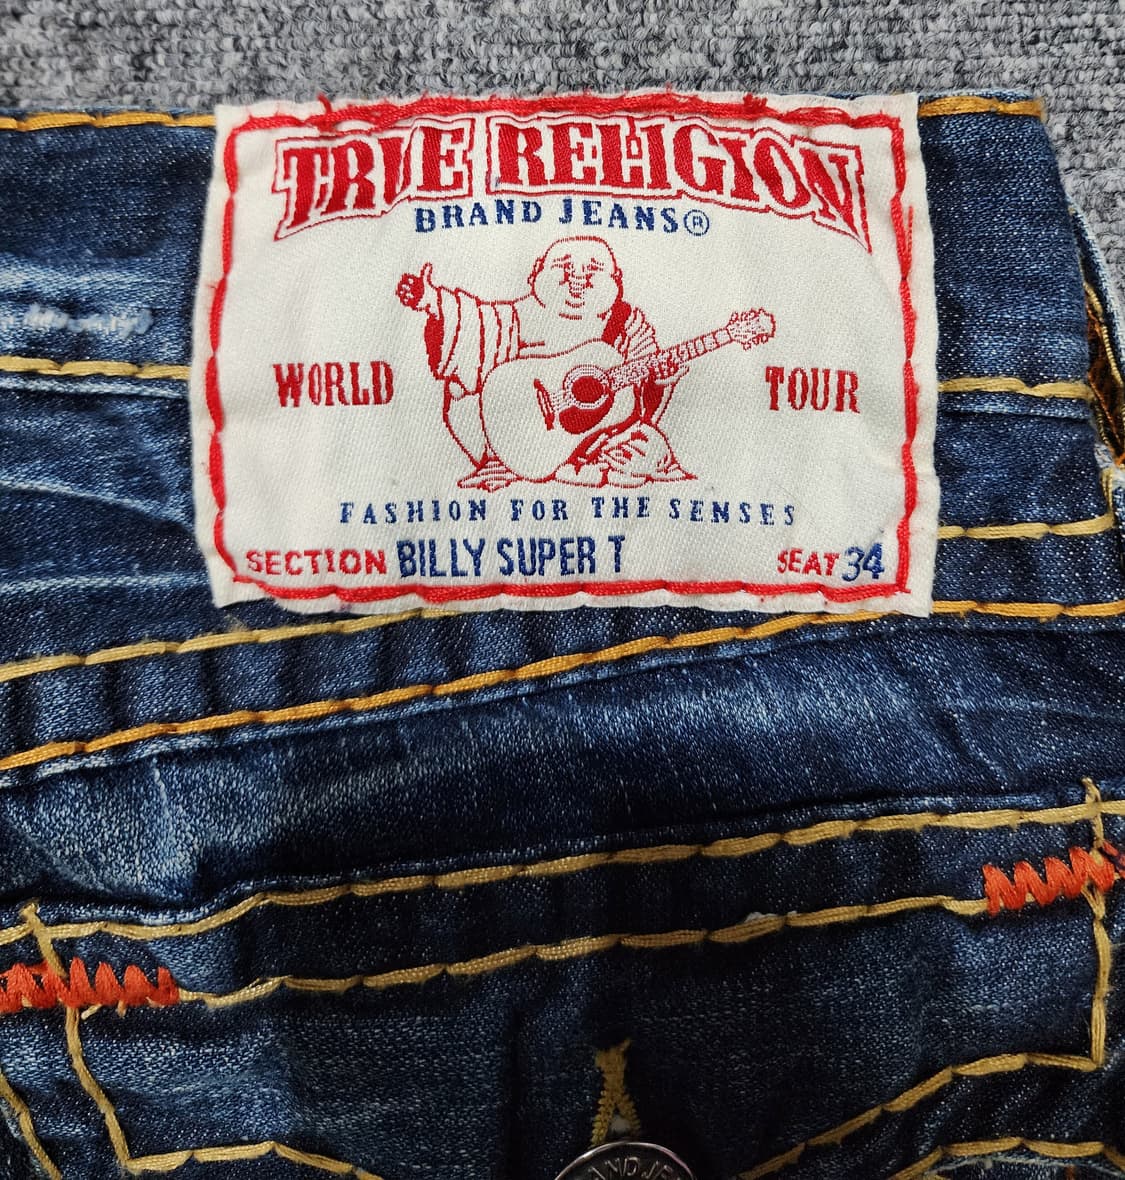 TRUE RELIGION
BRAND JEANS®
WORLD TOUR
FASHION FOR THE SENSES
SECTION BILLY SUPER T SEAT 34